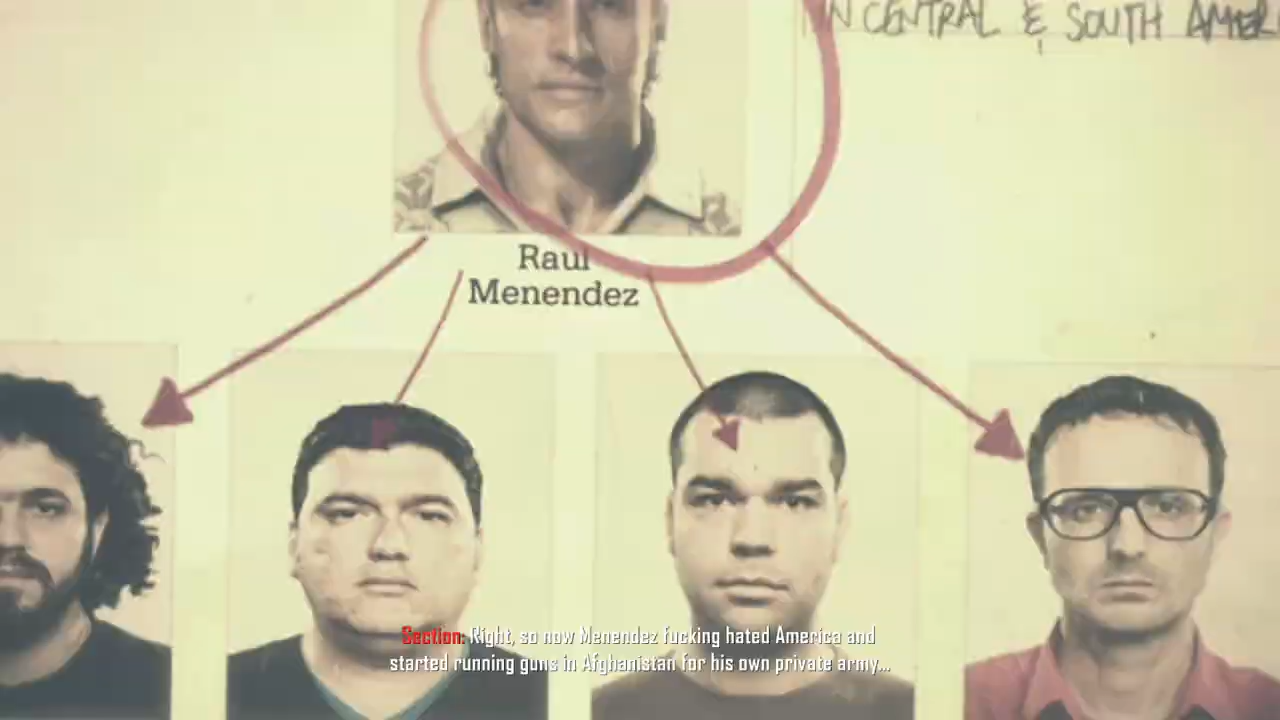 IN CENTRAL & SOUTH AMER
Raul
Menendez
Section: Right, so now Menendez fucking hated America and
started running guns in Afghanistan for his own private army...